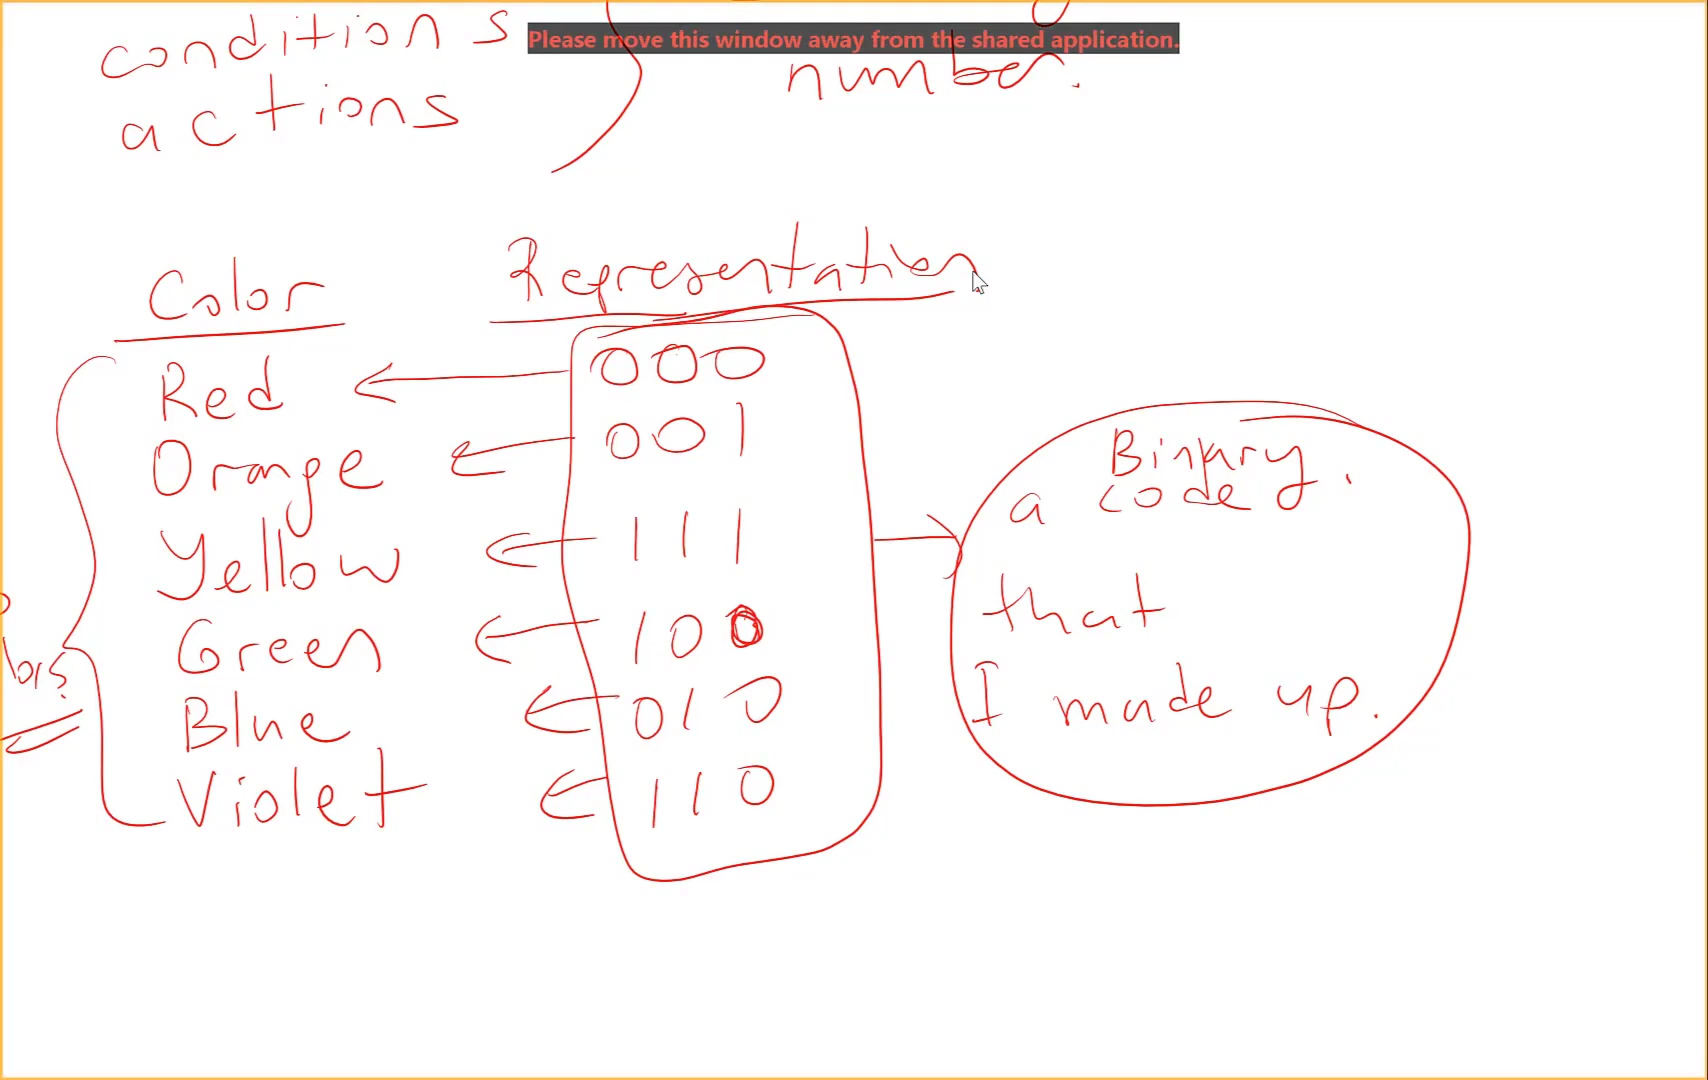 conditions
Please move this window away from the shared application.
number.
actions
Color Representation
Red 000
Orange 001
Yellow 111
Green 100
Blue 010
Violet 110
Binary.
a code
that
I made up.